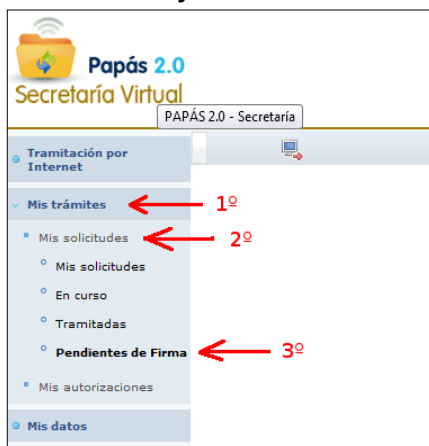 Papás 2.0
Secretaría Virtual
PAPÁS 2.0 - Secretaría
Tramitación por
Internet
Mis trámites 1º
Mis solicitudes 2º
Mis solicitudes
En curso
Tramitadas
Pendientes de Firma 3º
Mis autorizaciones
Mis datos